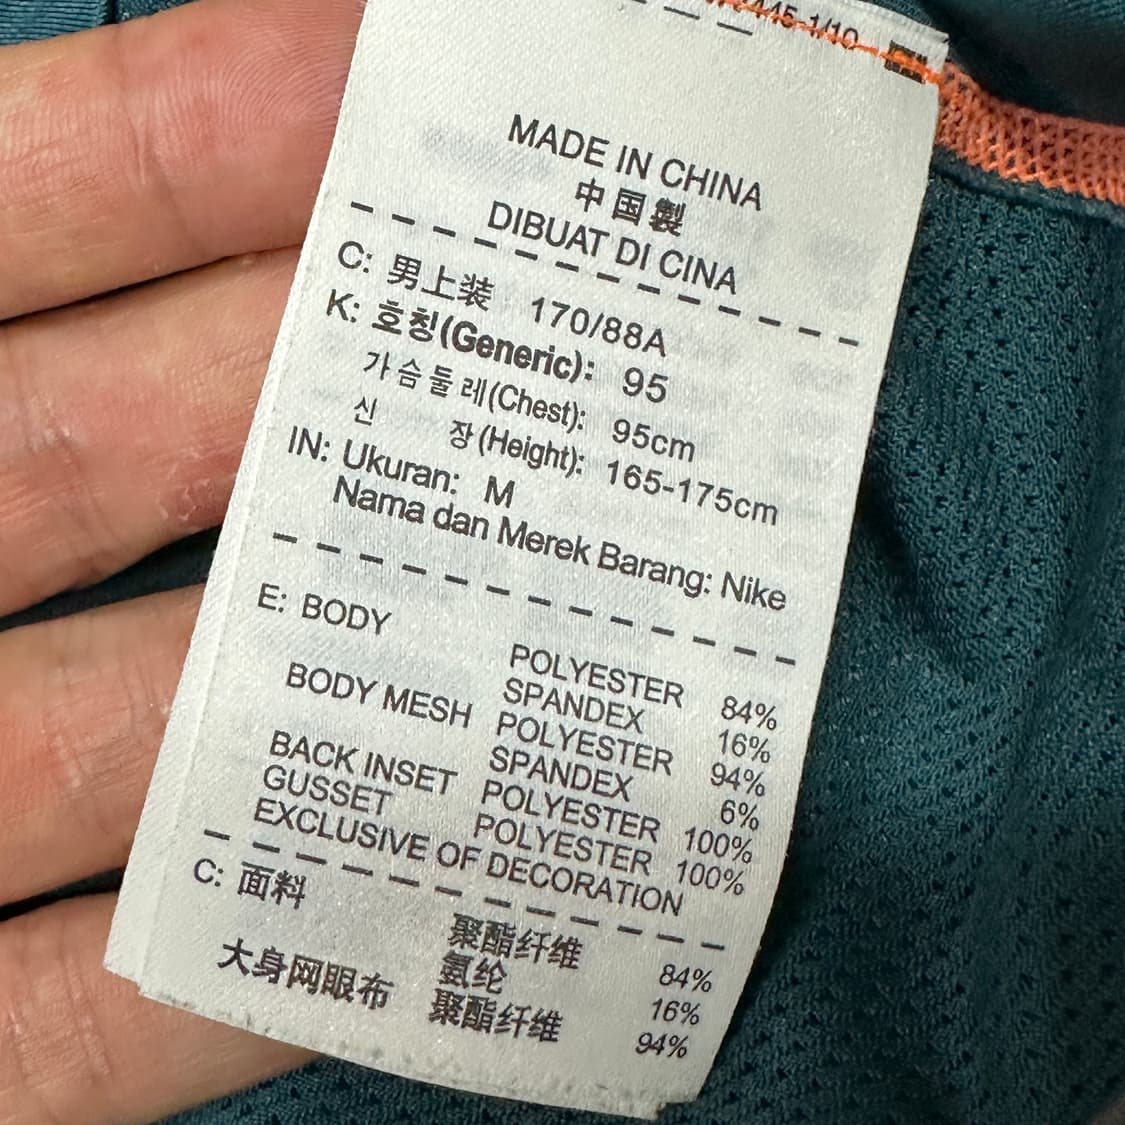 445-1/10
MADE IN CHINA
中国製
DIBUAT DI CINA
C: 男上装 170/88A
K: 호칭(Generic): 95
가슴둘레(Chest): 95cm
신 장(Height): 165-175cm
IN: Ukuran: M
Nama dan Merek Barang: Nike
E: BODY
POLYESTER 84%
SPANDEX 16%
BODY MESH POLYESTER 94%
SPANDEX 6%
BACK INSET POLYESTER 100%
GUSSET POLYESTER 100%
EXCLUSIVE OF DECORATION
C: 面料
聚酯纤维 84%
氨纶 16%
大身网眼布 聚酯纤维 94%